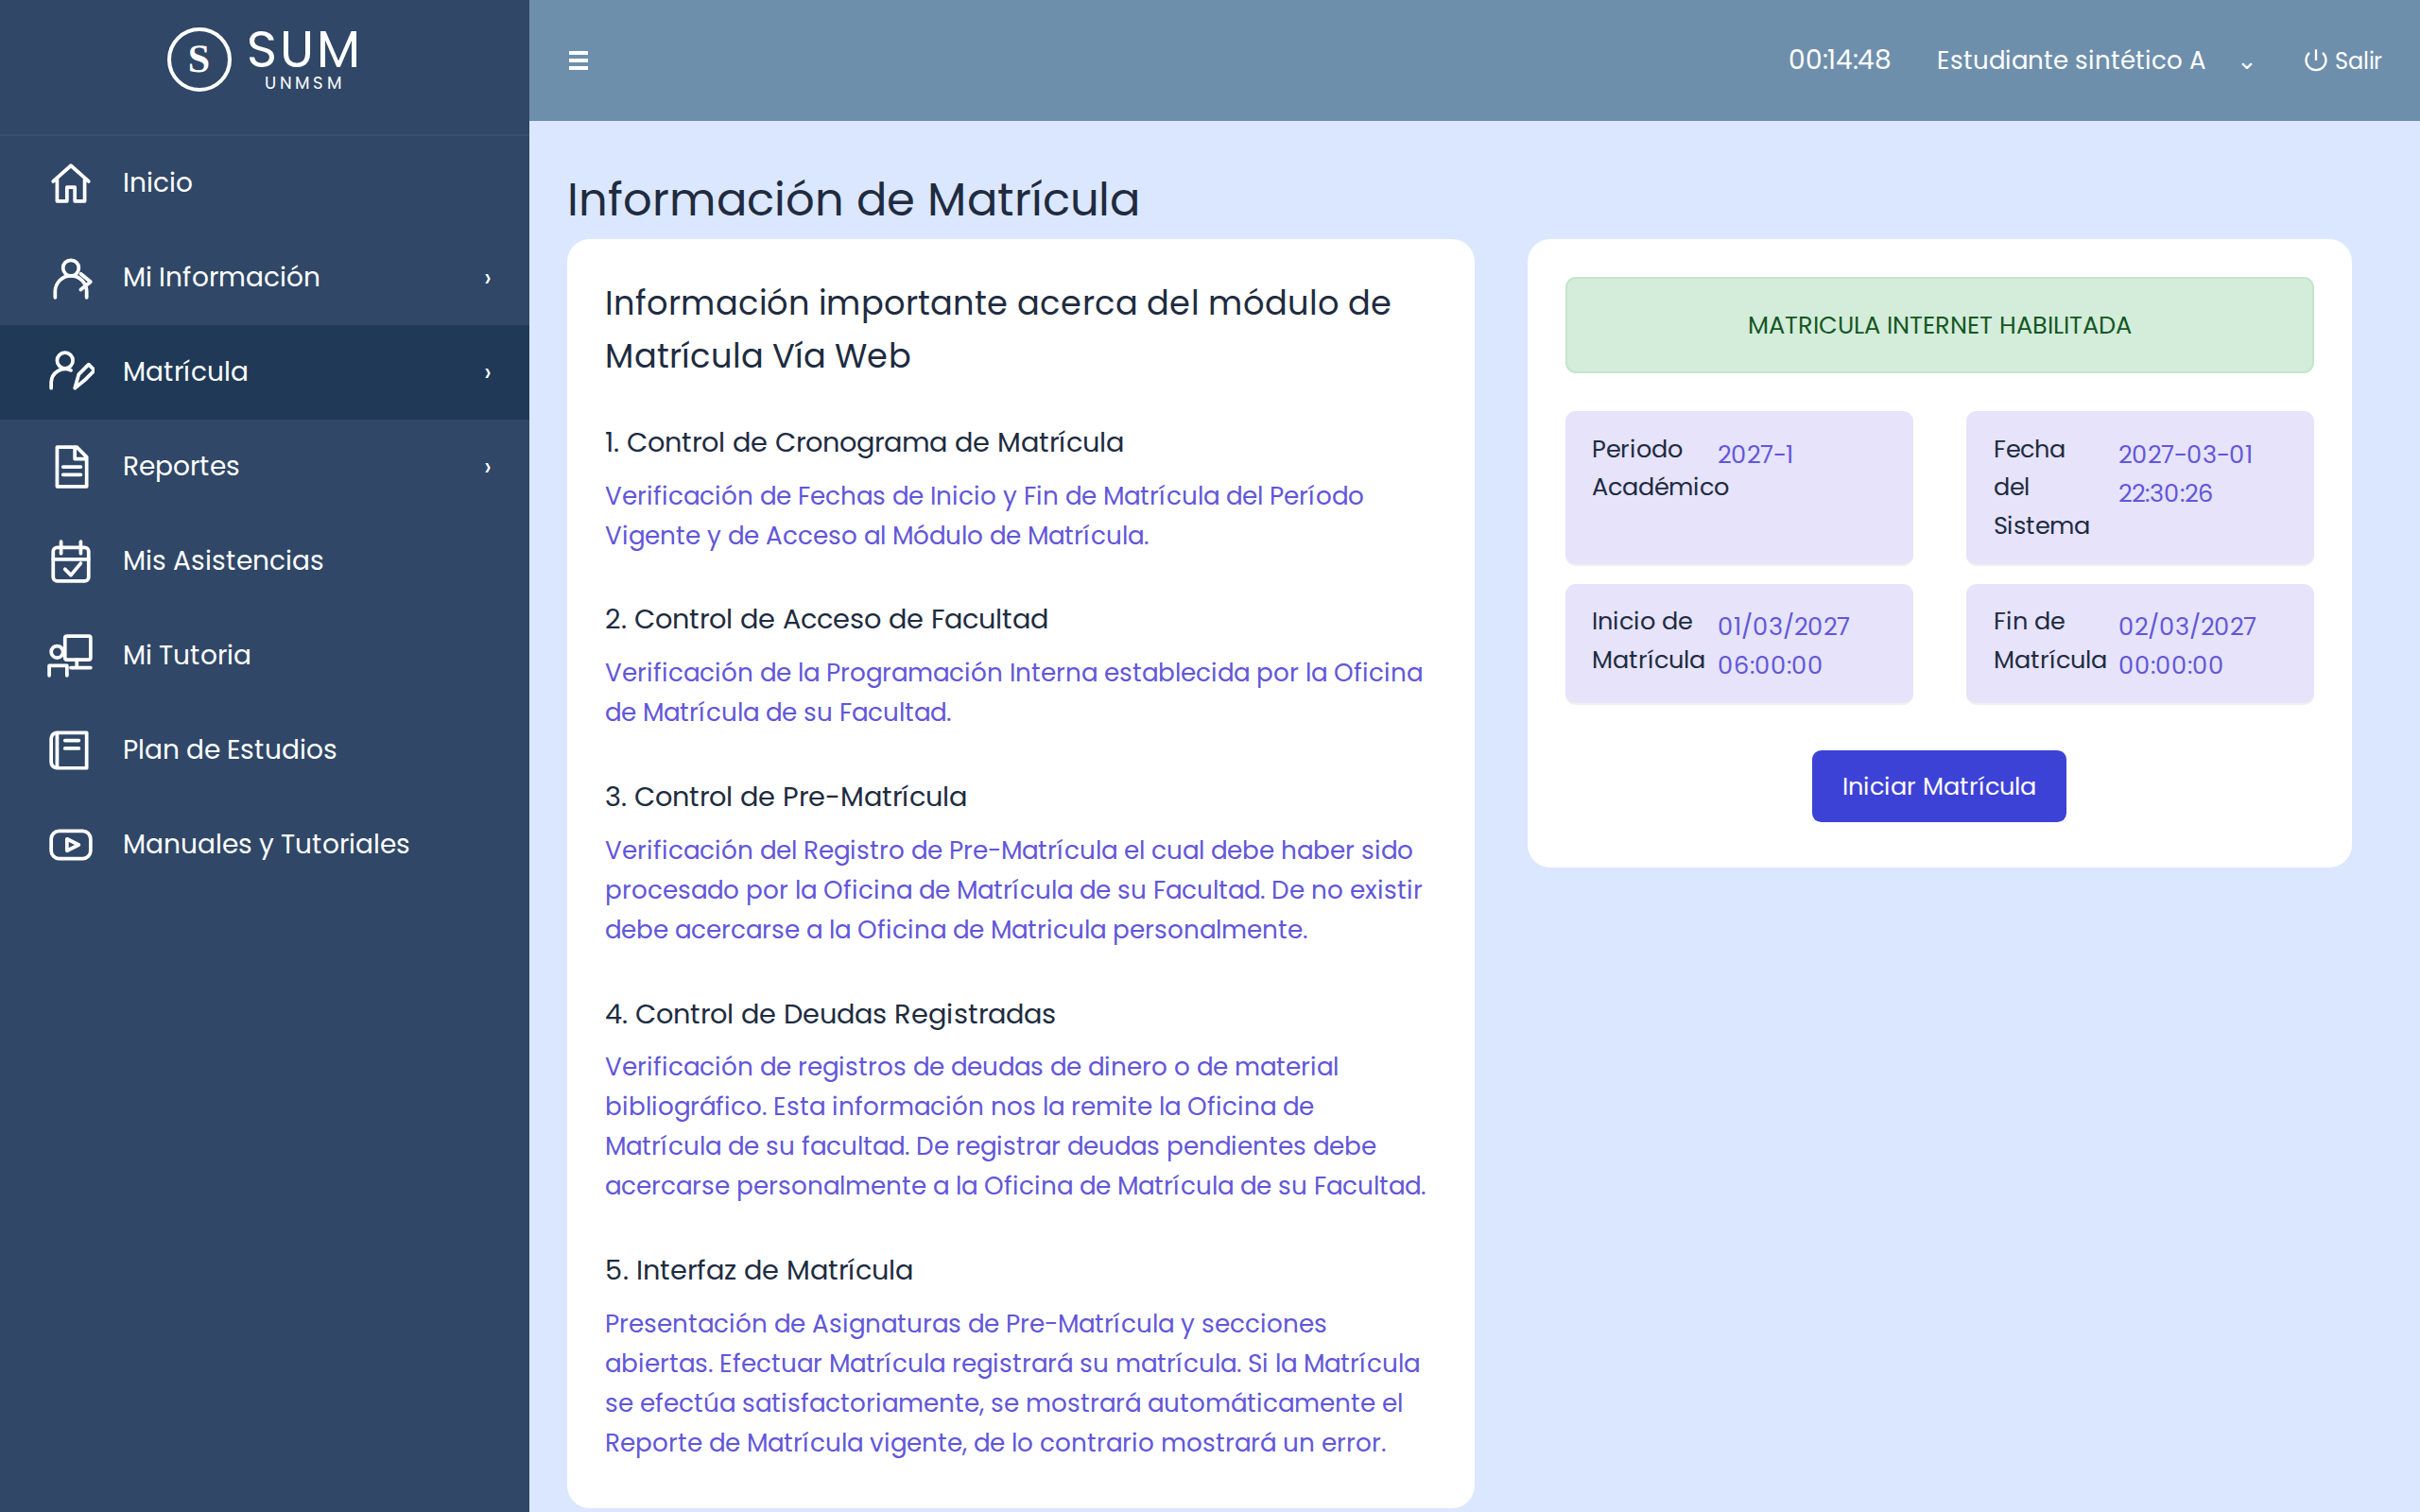 S
SUM
UNMSM
Inicio
Mi Información
Matrícula
Reportes
Mis Asistencias
Mi Tutoria
Plan de Estudios
Manuales y Tutoriales
00:14:48
Estudiante sintético A
Salir
Información de Matrícula
Información importante acerca del módulo de
Matrícula Vía Web
1. Control de Cronograma de Matrícula
Verificación de Fechas de Inicio y Fin de Matrícula del Período
Vigente y de Acceso al Módulo de Matrícula.
2. Control de Acceso de Facultad
Verificación de la Programación Interna establecida por la Oficina
de Matrícula de su Facultad.
3. Control de Pre-Matrícula
Verificación del Registro de Pre-Matrícula el cual debe haber sido
procesado por la Oficina de Matrícula de su Facultad. De no existir
debe acercarse a la Oficina de Matricula personalmente.
4. Control de Deudas Registradas
Verificación de registros de deudas de dinero o de material
bibliográfico. Esta información nos la remite la Oficina de
Matrícula de su facultad. De registrar deudas pendientes debe
acercarse personalmente a la Oficina de Matrícula de su Facultad.
5. Interfaz de Matrícula
Presentación de Asignaturas de Pre-Matrícula y secciones
abiertas. Efectuar Matrícula registrará su matrícula. Si la Matrícula
se efectúa satisfactoriamente, se mostrará automáticamente el
Reporte de Matrícula vigente, de lo contrario mostrará un error.
MATRICULA INTERNET HABILITADA
Periodo
Académico
2027-1
Fecha
del
Sistema
2027-03-01
22:30:26
Inicio de
Matrícula
01/03/2027
06:00:00
Fin de
Matrícula
02/03/2027
00:00:00
Iniciar Matrícula